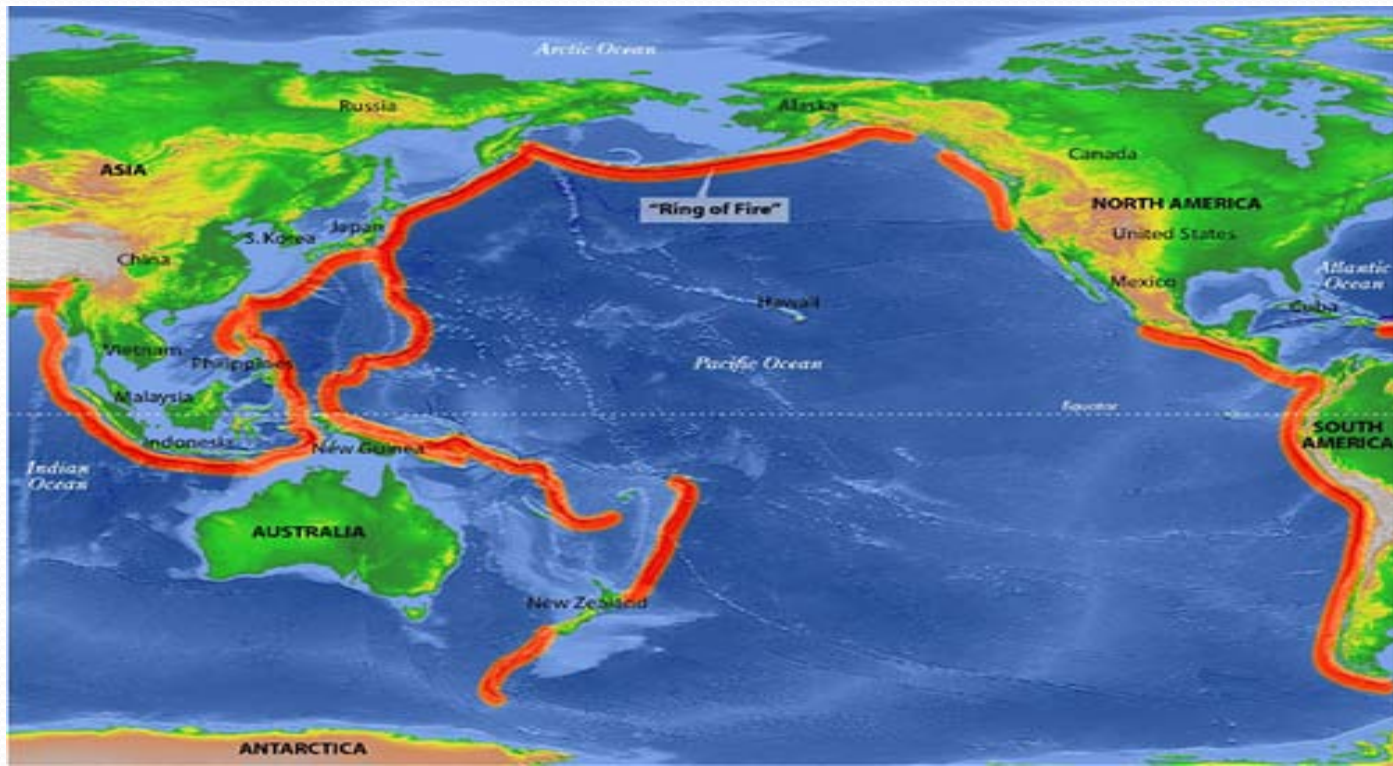 Arctic Ocean
Russia
Alaska
ASIA
Canada
"Ring of Fire"
NORTH AMERICA
Japan
S. Korea
United States
China
Atlantic
Ocean
Mexico
Hawaii
Cuba
Vietnam
Philippines
Pacific Ocean
Malaysia
Equator
Indonesia
New Guinea
SOUTH
AMERICA
Indian
Ocean
AUSTRALIA
New Zealand
ANTARCTICA